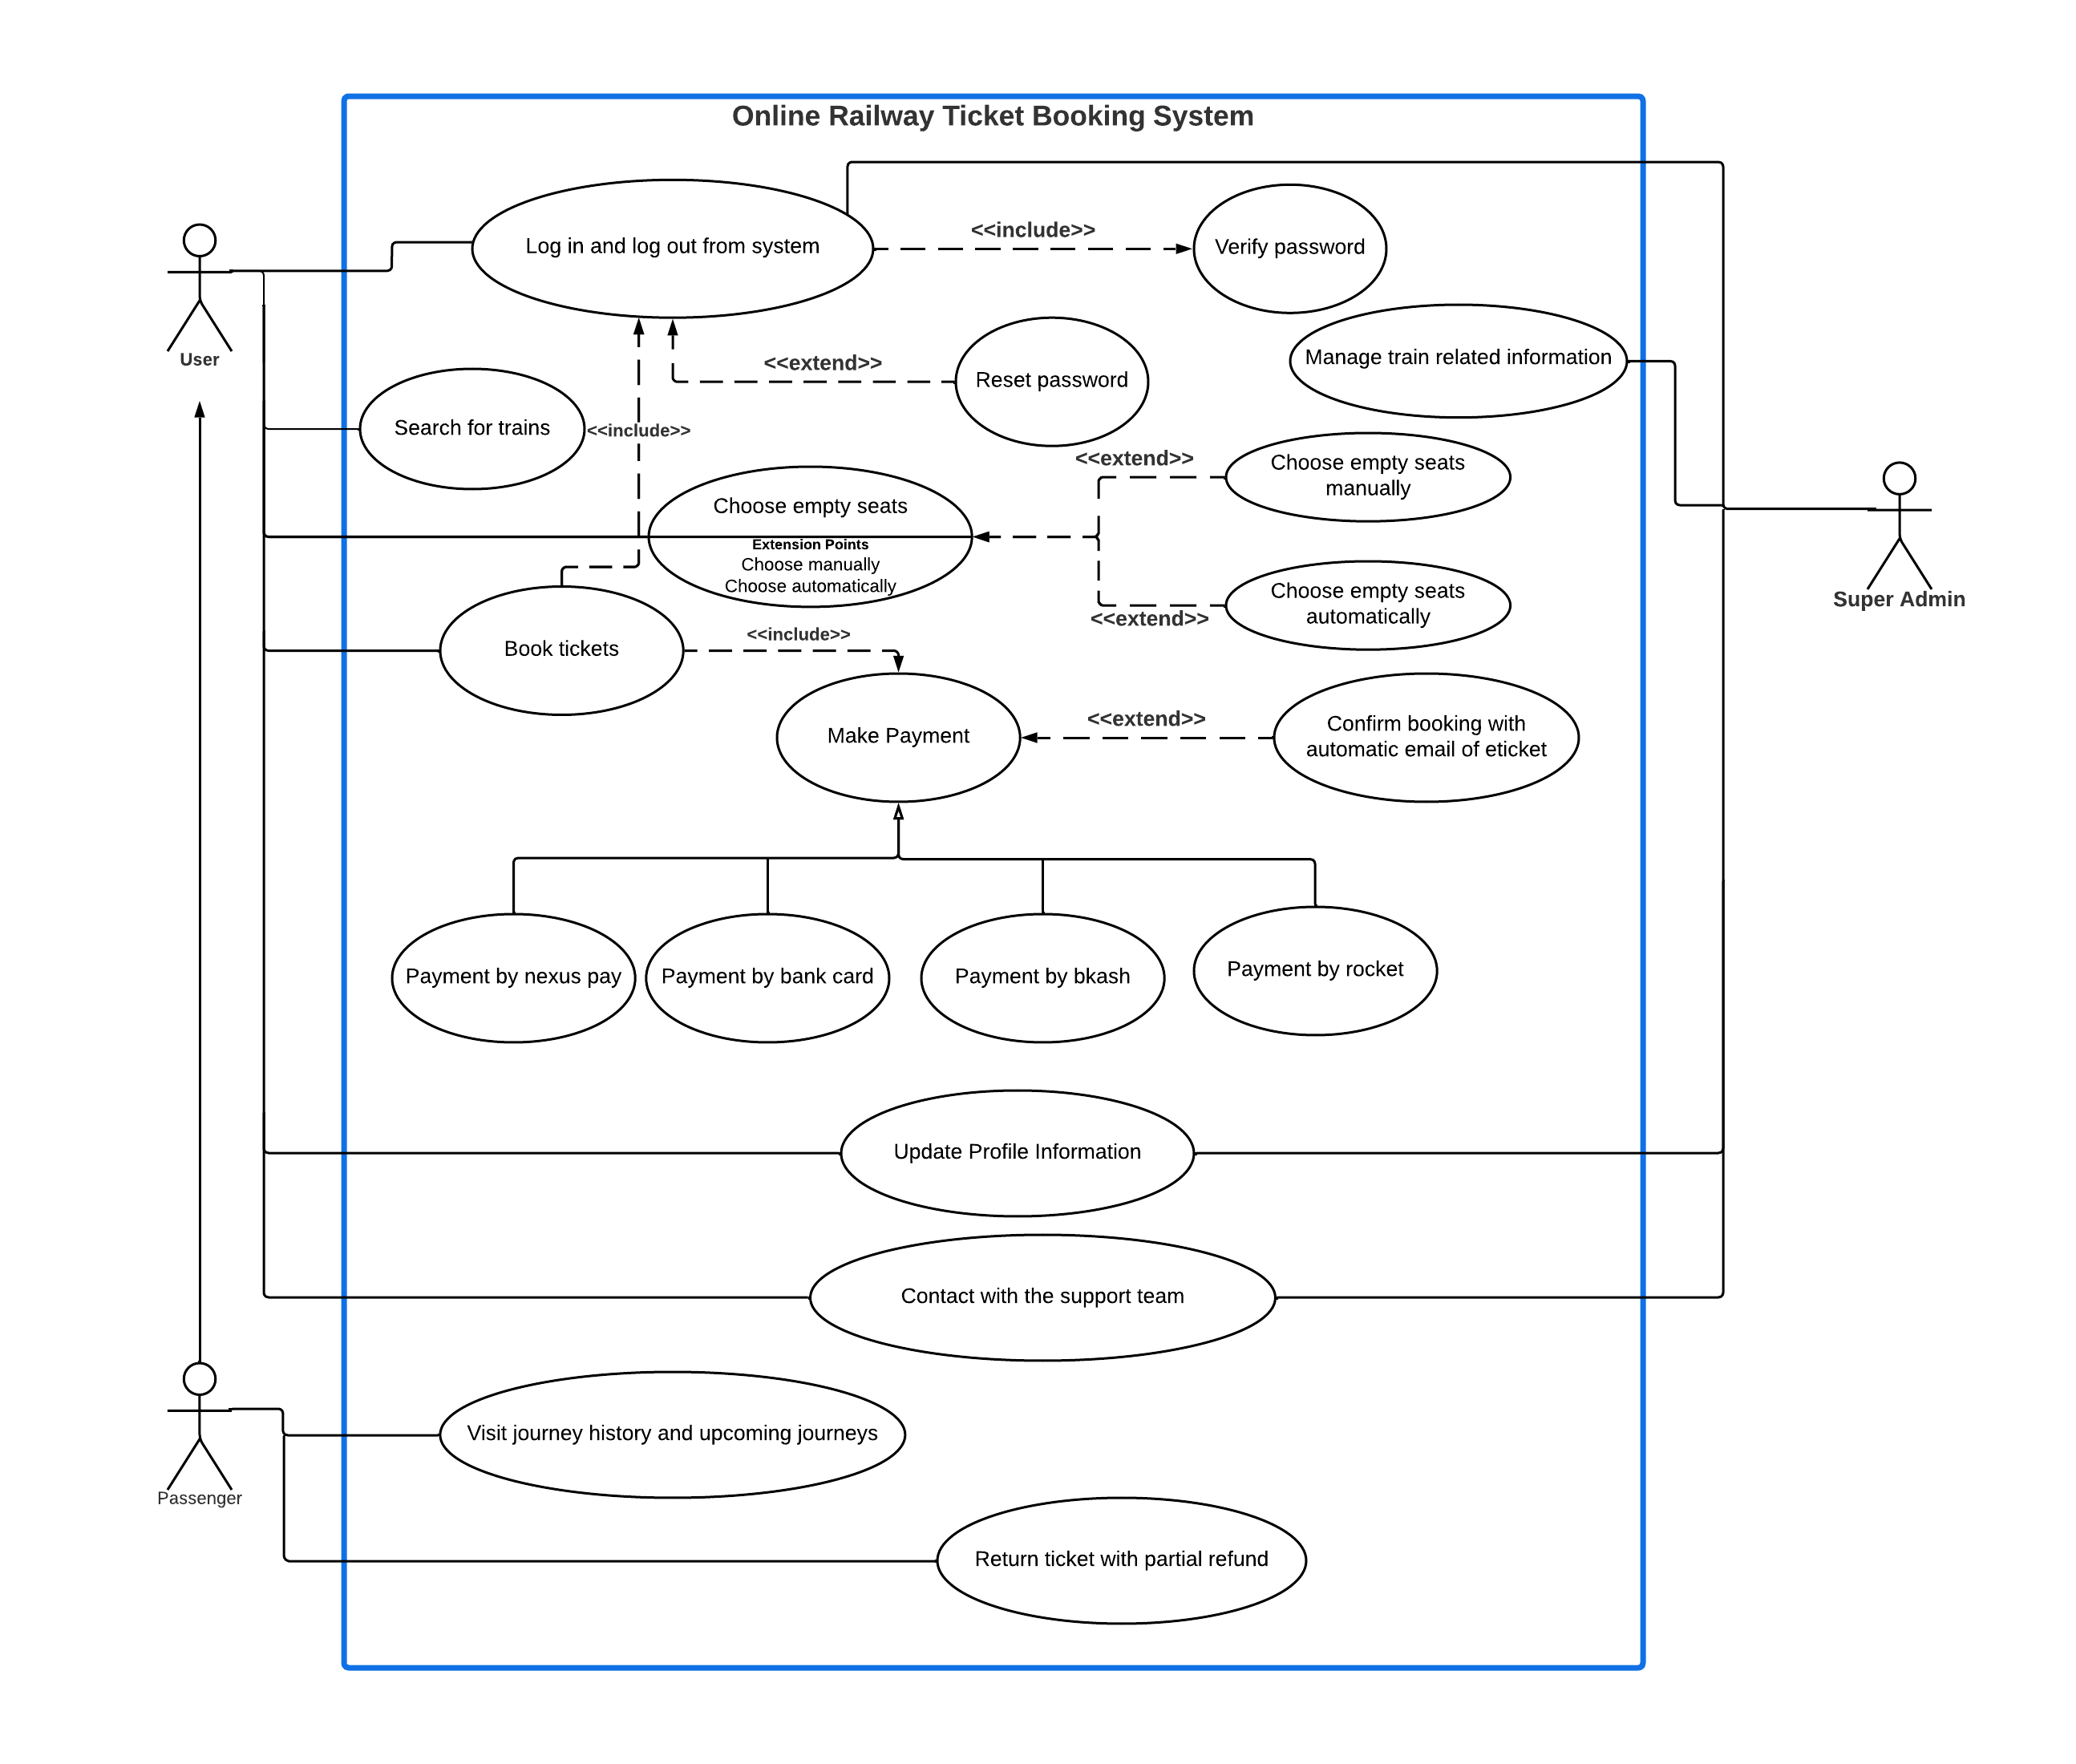 Online Railway Ticket Booking System
Log in and log out from system
<<include>>
Verify password
User
<<extend>>
Reset password
Manage train related information
Search for trains
<<include>>
Choose empty seats
Extension Points
Choose manually
Choose automatically
<<extend>>
Choose empty seats
manually
<<extend>>
Choose empty seats
automatically
Super Admin
Book tickets
<<include>>
Make Payment
<<extend>>
Confirm booking with
automatic email of eticket
Payment by nexus pay
Payment by bank card
Payment by bkash
Payment by rocket
Update Profile Information
Contact with the support team
Visit journey history and upcoming journeys
Passenger
Return ticket with partial refund